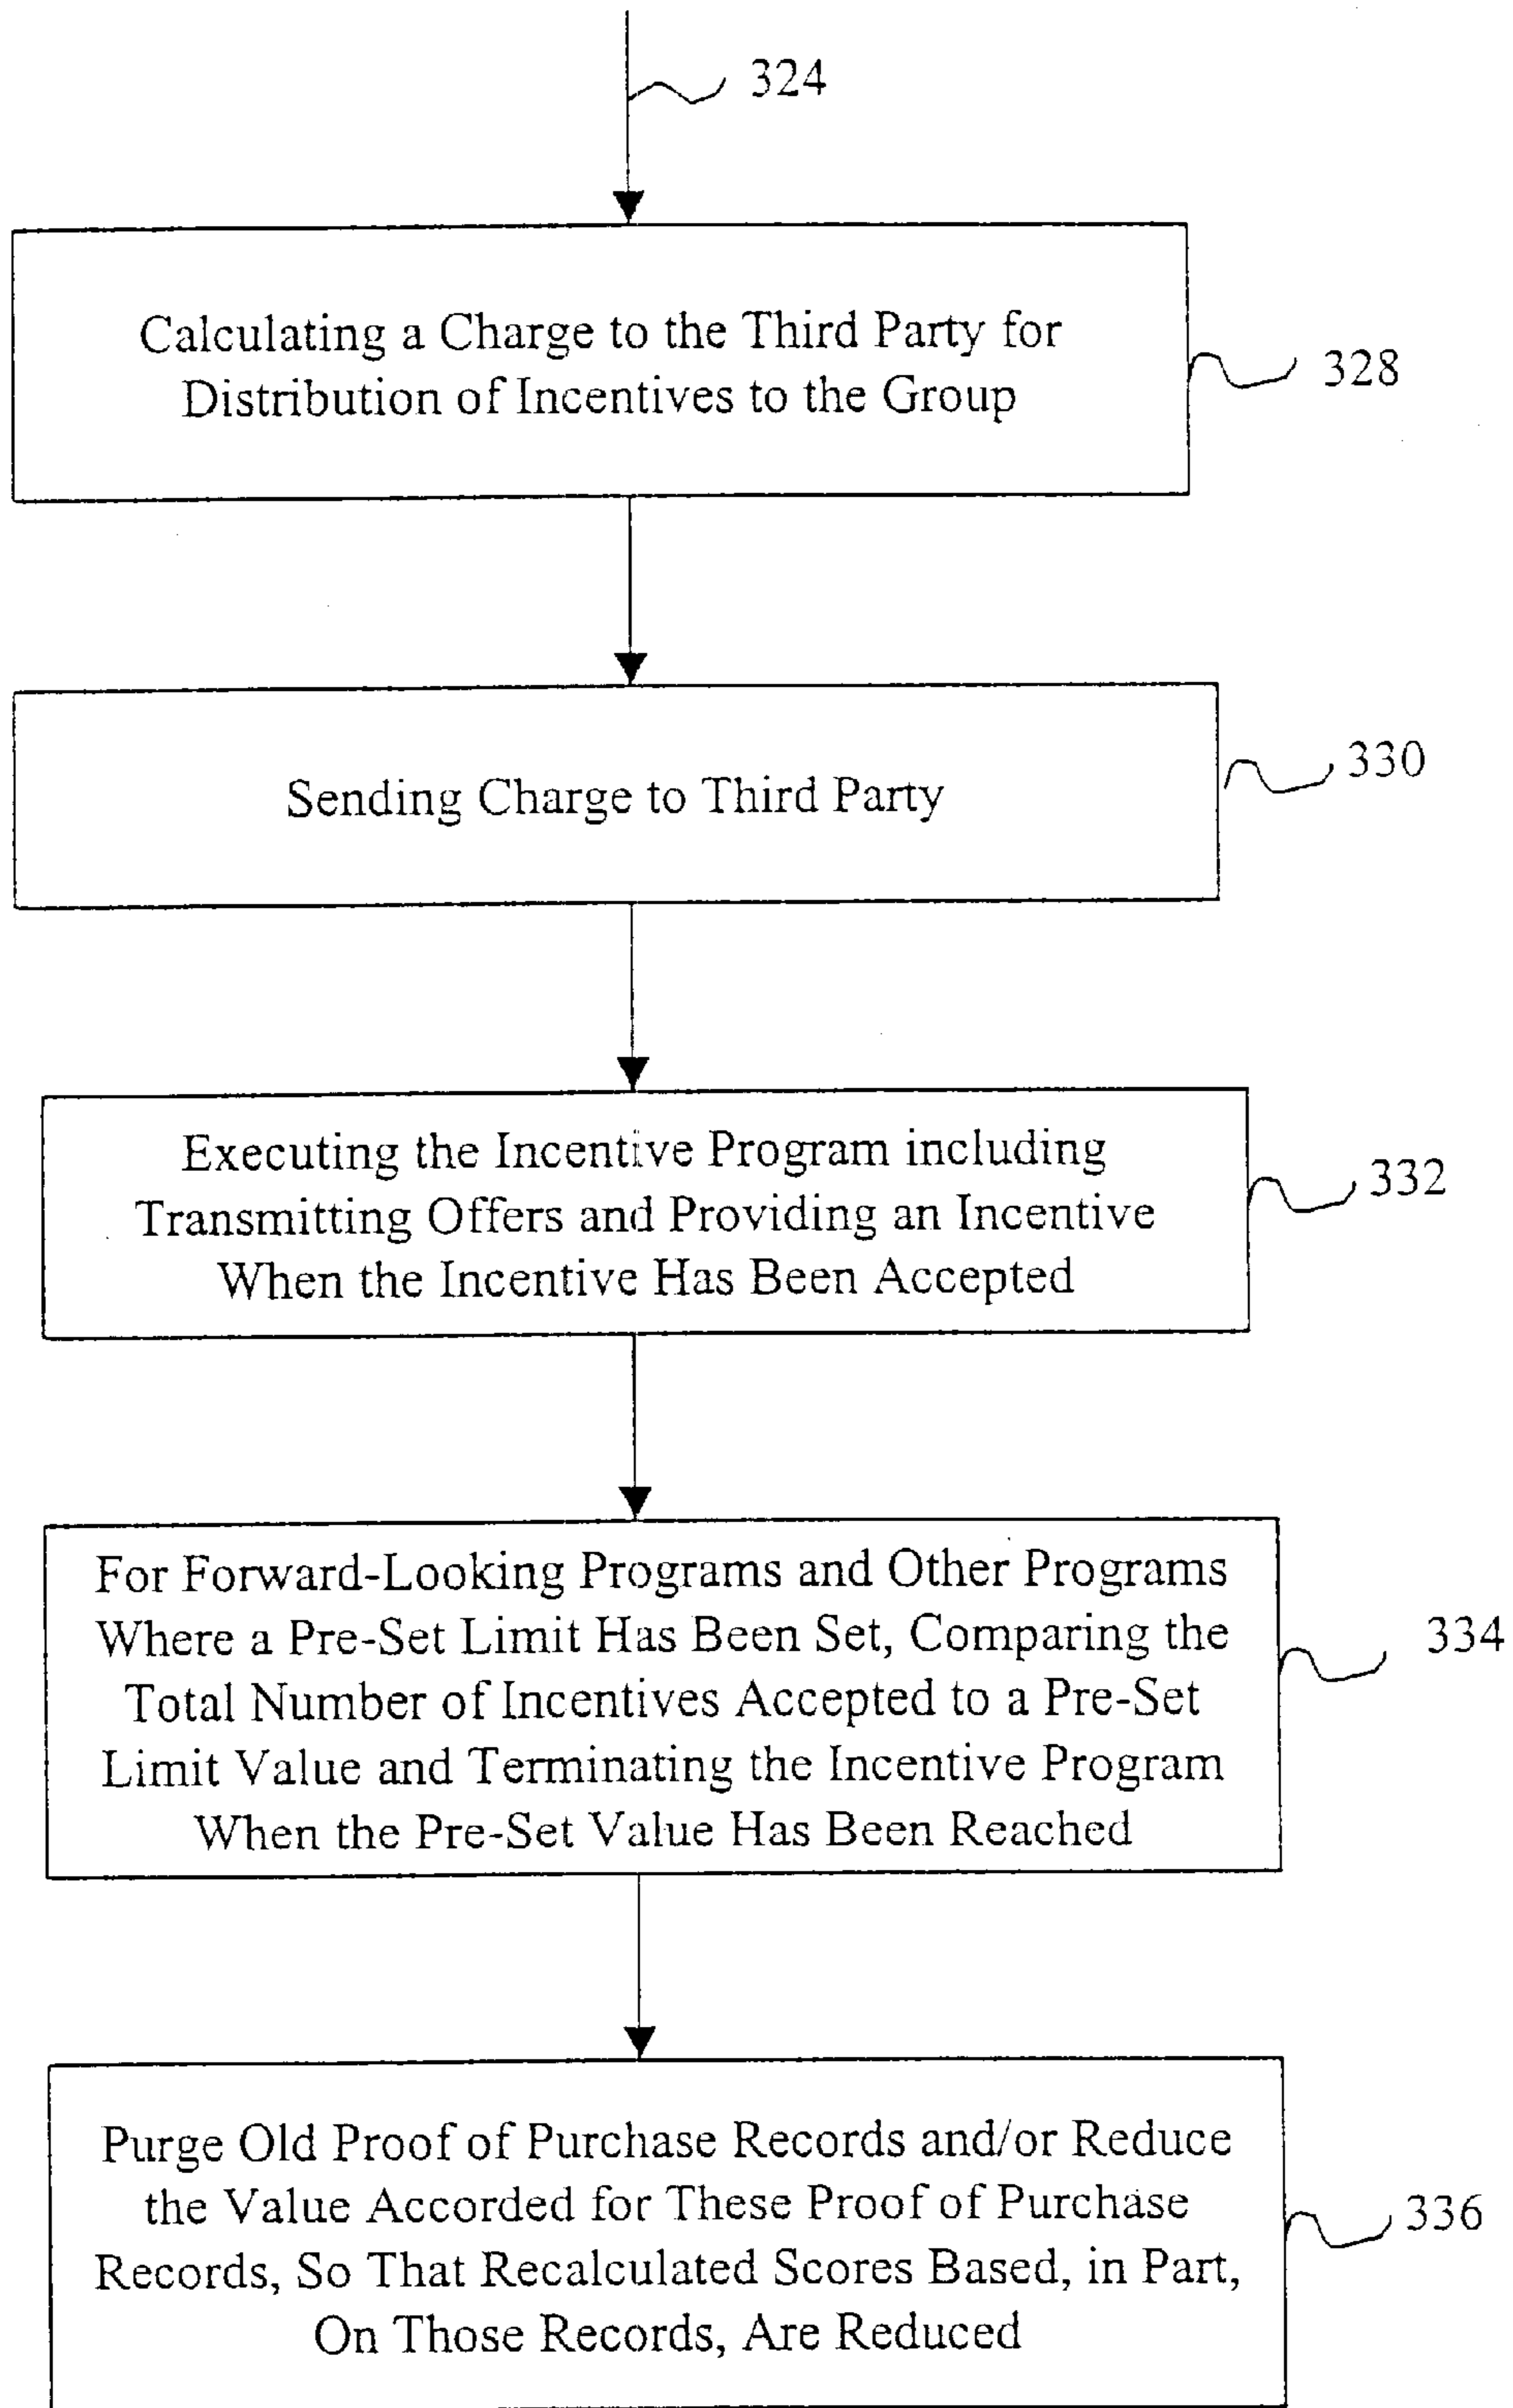 324
Calculating a Charge to the Third Party for
Distribution of Incentives to the Group
328
Sending Charge to Third Party
330
Executing the Incentive Program including
Transmitting Offers and Providing an Incentive
When the Incentive Has Been Accepted
332
For Forward-Looking Programs and Other Programs
Where a Pre-Set Limit Has Been Set, Comparing the
Total Number of Incentives Accepted to a Pre-Set
Limit Value and Terminating the Incentive Program
When the Pre-Set Value Has Been Reached
334
Purge Old Proof of Purchase Records and/or Reduce
the Value Accorded for These Proof of Purchase
Records, So That Recalculated Scores Based, in Part,
On Those Records, Are Reduced
336